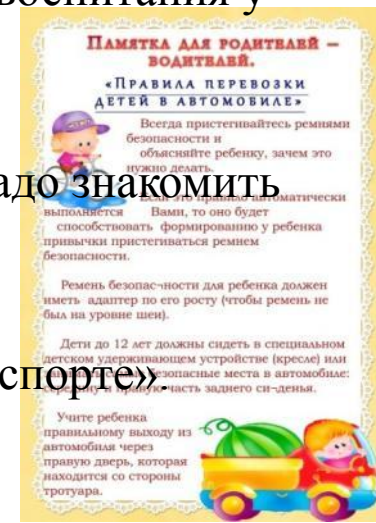 воспитания у
ПАМЯТКА ДЛЯ РОДИТЕЛЕЙ –
ВОДИТЕЛЕЙ.
«ПРАВИЛА ПЕРЕВОЗКИ
ДЕТЕЙ В АВТОМОБИЛЕ»
Всегда пристегивайтесь ремнями
безопасности и
объясняйте ребенку, зачем это
нужно делать.
знакомить
Если это правило автоматически
выполняется Вами, то оно будет
способствовать формированию у ребенка
привычки пристегиваться ремнем
безопасности.
Ремень безопас-ности для ребенка должен
иметь адаптер по его росту (чтобы ремень не
был на уровне шеи).
Дети до 12 лет должны сидеть в специальном
детском удерживающем устройстве (кресле) или
безопасные места в автомобиле:
середину и правую часть заднего си-денья.
Учите ребенка
правильному выходу из
автомобиля через
правую дверь, которая
находится со стороны
тротуара.